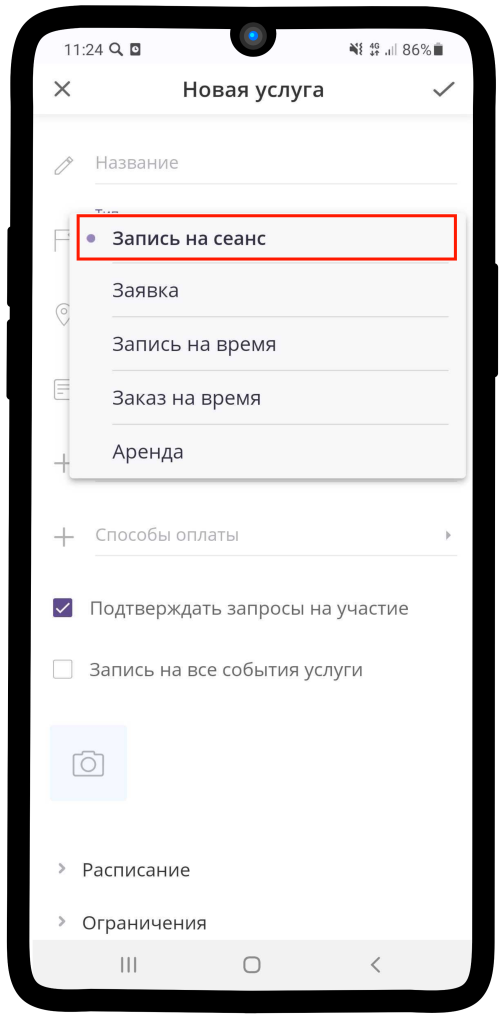 11:24 4G 86%
Новая услуга
Название
Тип
Запись на сеанс
Заявка
Запись на время
Заказ на время
Аренда
Способы оплаты
Подтверждать запросы на участие
Запись на все события услуги
Расписание
Ограничения